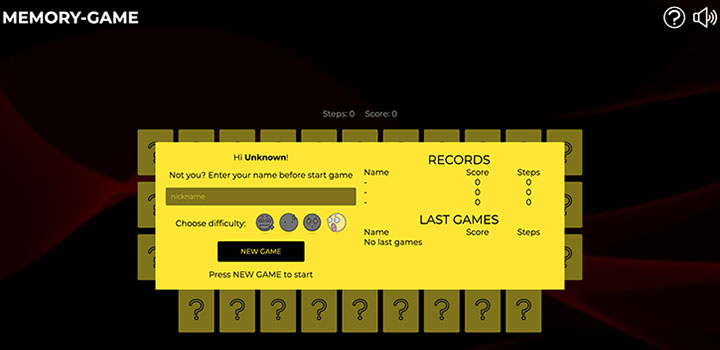 MEMORY-GAME
?
Steps: 0 Score: 0
Hi Unknown!
Not you? Enter your name before start game
nickname
Choose difficulty:
NEW GAME
Press NEW GAME to start
RECORDS
Name Score Steps
- 0 0
- 0 0
- 0 0
LAST GAMES
Name Score Steps
No last games
? ? ? ? ? ? ? ? ?